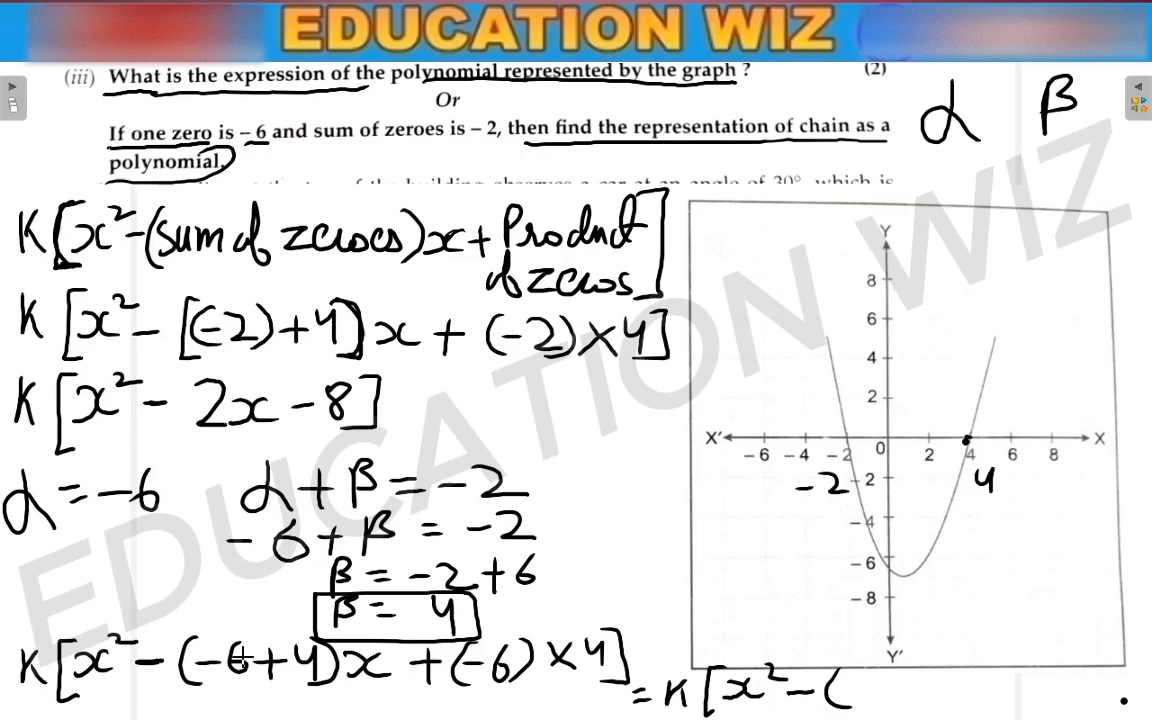 EDUCATION WIZ
(iii) What is the expression of the polynomial represented by the graph ? (2)
Or
If one zero is – 6 and sum of zeroes is – 2, then find the representation of chain as a
polynomial.
α β
K[x²-(sum of zeroes)x+ Product
of zeros]
K[x² - [(-2)+4]x + (-2)×4]
K[x² - 2x - 8]
α = -6 α+β = -2
-6+β = -2
β = -2+6
β = 4
K[x² - (-6+4)x + (-6)×4]
= K[x² - (
Y
8
6
4
2
X′ – 6 – 4 – 2 0 2 4 6 8 X
-2 4
– 2
– 4
– 6
– 8
Y′
EDUCATION WIZ